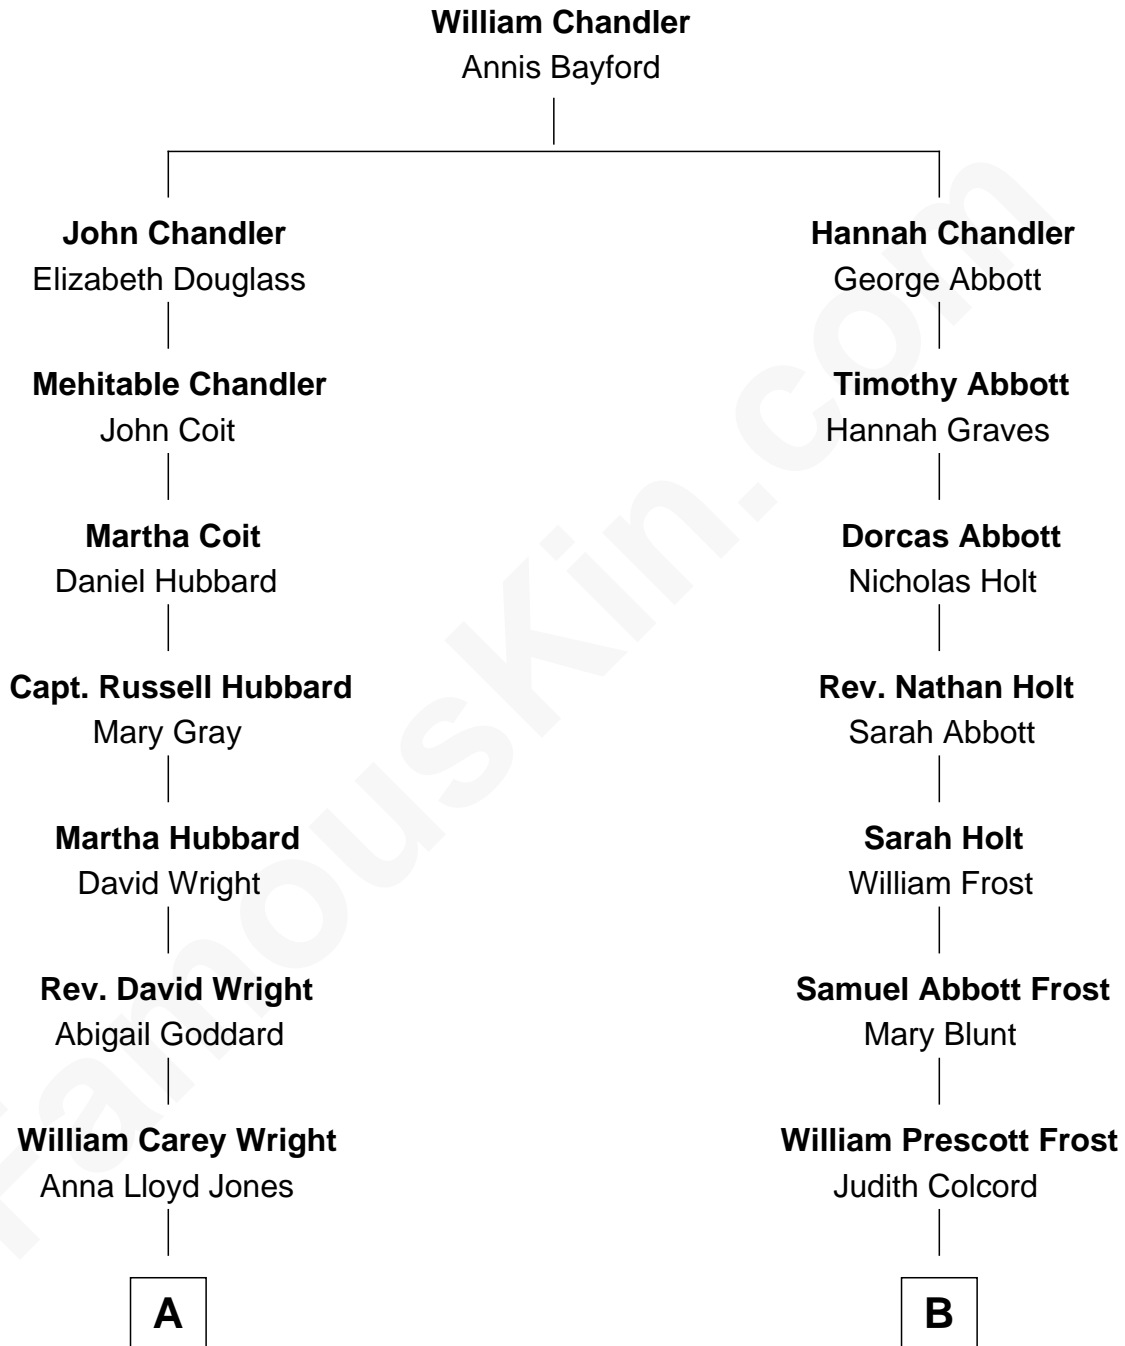 William Chandler
Annis Bayford
John Chandler
Elizabeth Douglass
Hannah Chandler
George Abbott
Mehitable Chandler
John Coit
Timothy Abbott
Hannah Graves
Martha Coit
Daniel Hubbard
Dorcas Abbott
Nicholas Holt
Capt. Russell Hubbard
Mary Gray
Rev. Nathan Holt
Sarah Abbott
Martha Hubbard
David Wright
Sarah Holt
William Frost
Rev. David Wright
Abigail Goddard
Samuel Abbott Frost
Mary Blunt
William Carey Wright
Anna Lloyd Jones
William Prescott Frost
Judith Colcord
A
B
FamousKin.com